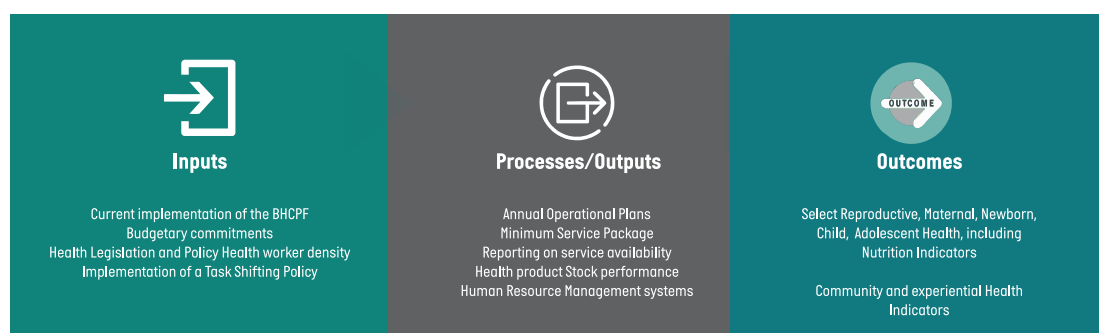 Inputs
Current implementation of the BHCPF
Budgetary commitments
Health Legislation and Policy Health worker density
Implementation of a Task Shifting Policy
Processes/Outputs
Annual Operational Plans
Minimum Service Package
Reporting on service availability
Health product Stock performance
Human Resource Management systems
OUTCOME
Outcomes
Select Reproductive, Maternal, Newborn,
Child, Adolescent Health, including
Nutrition Indicators
Community and experiential Health
Indicators